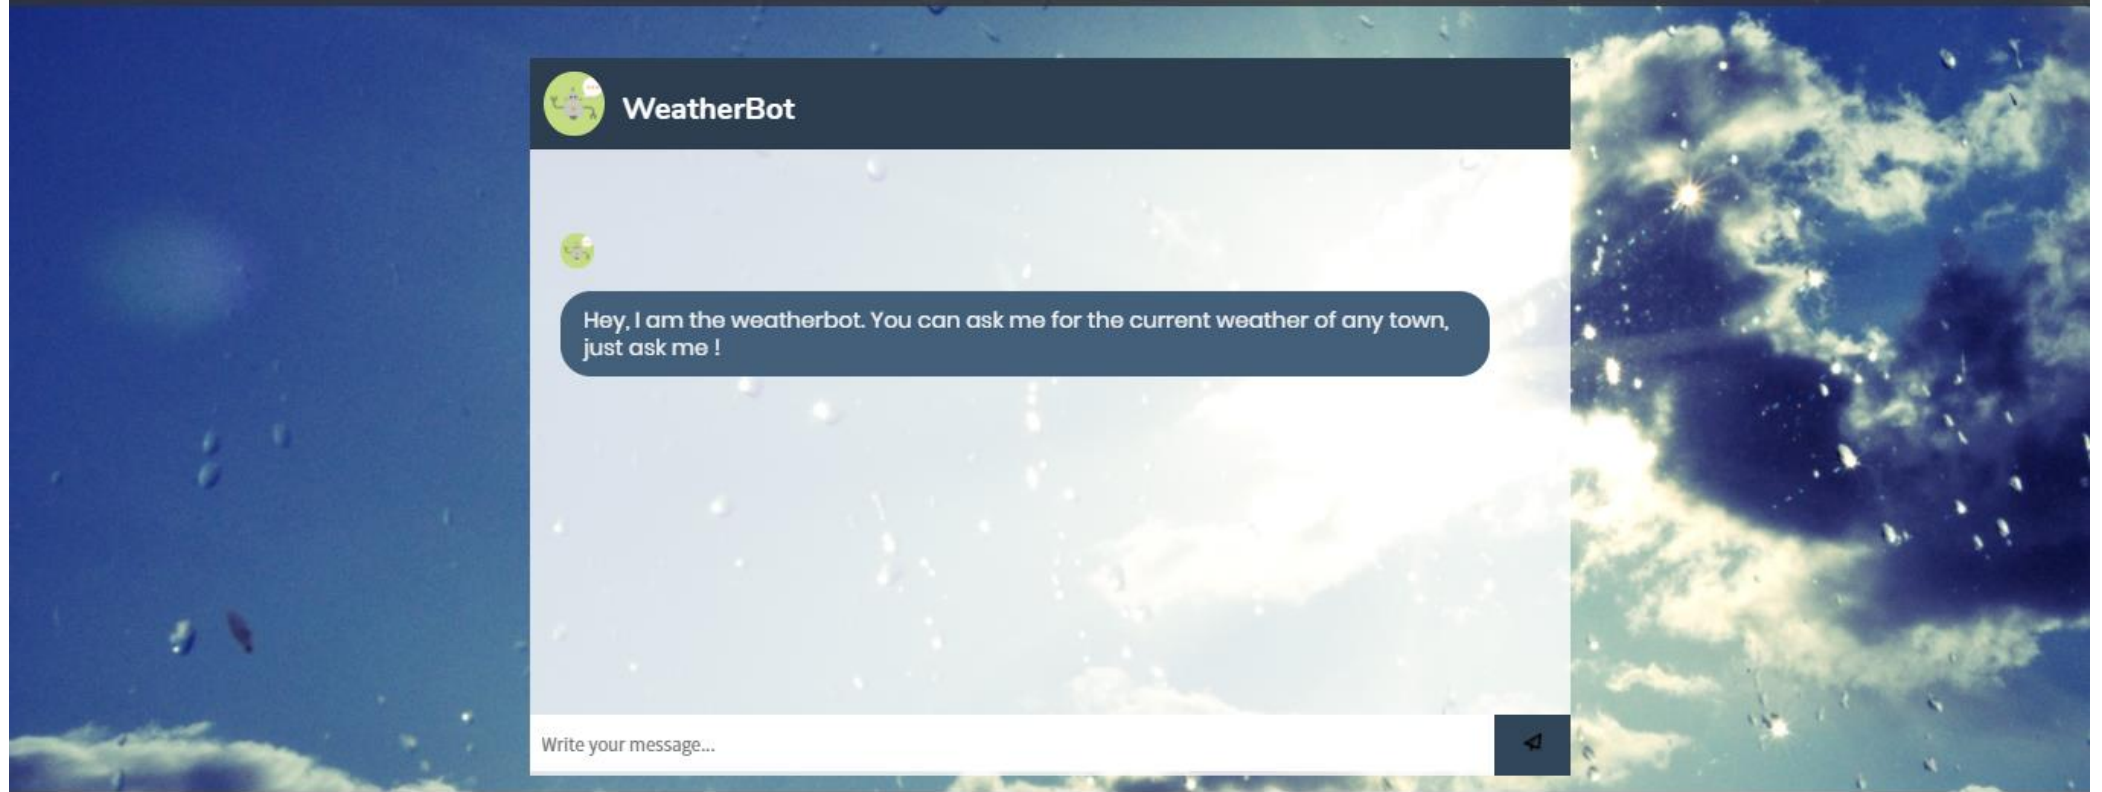 WeatherBot
Hey, I am the weatherbot. You can ask me for the current weather of any town,
just ask me !
Write your message...